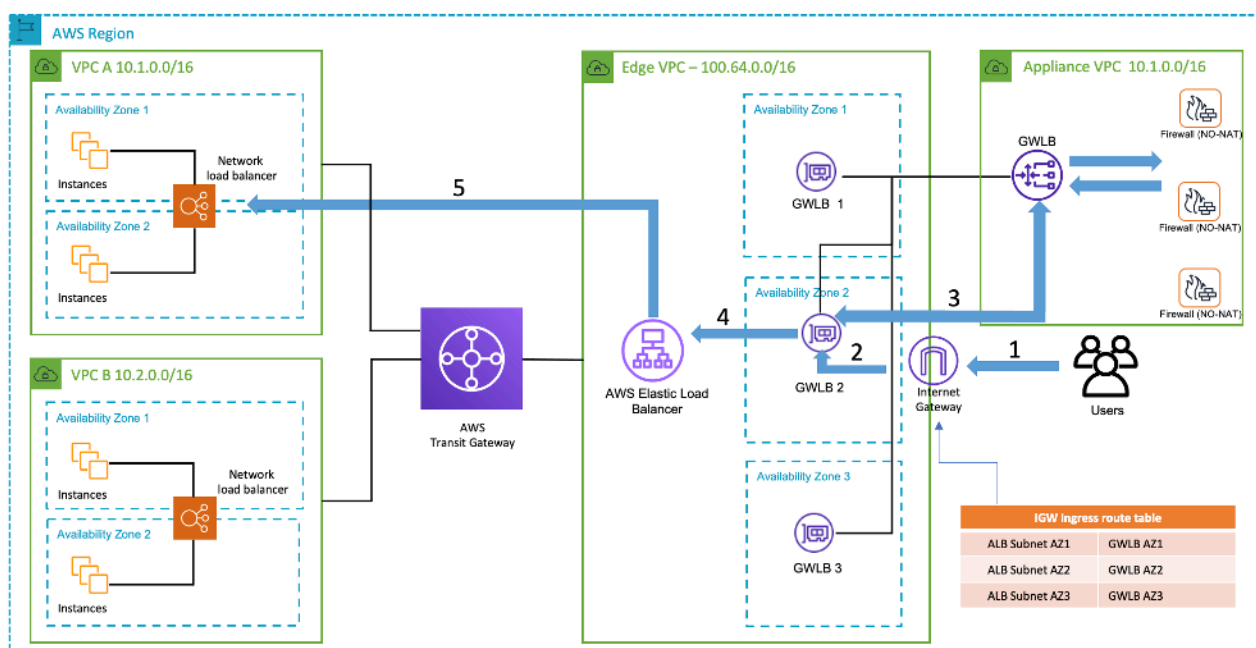 AWS Region
VPC A 10.1.0.0/16
Availability Zone 1
Instances
Network
load balancer
Availability Zone 2
Instances
VPC B 10.2.0.0/16
Availability Zone 1
Instances
Network
load balancer
Availability Zone 2
Instances
AWS
Transit Gateway
Edge VPC – 100.64.0.0/16
Availability Zone 1
GWLB 1
Availability Zone 2
GWLB 2
Availability Zone 3
GWLB 3
AWS Elastic Load
Balancer
5
4
2
3
1
Internet
Gateway
Users
Appliance VPC 10.1.0.0/16
GWLB
Firewall (NO-NAT)
Firewall (NO-NAT)
Firewall (NO-NAT)
IGW Ingress route table
ALB Subnet AZ1 GWLB AZ1
ALB Subnet AZ2 GWLB AZ2
ALB Subnet AZ3 GWLB AZ3